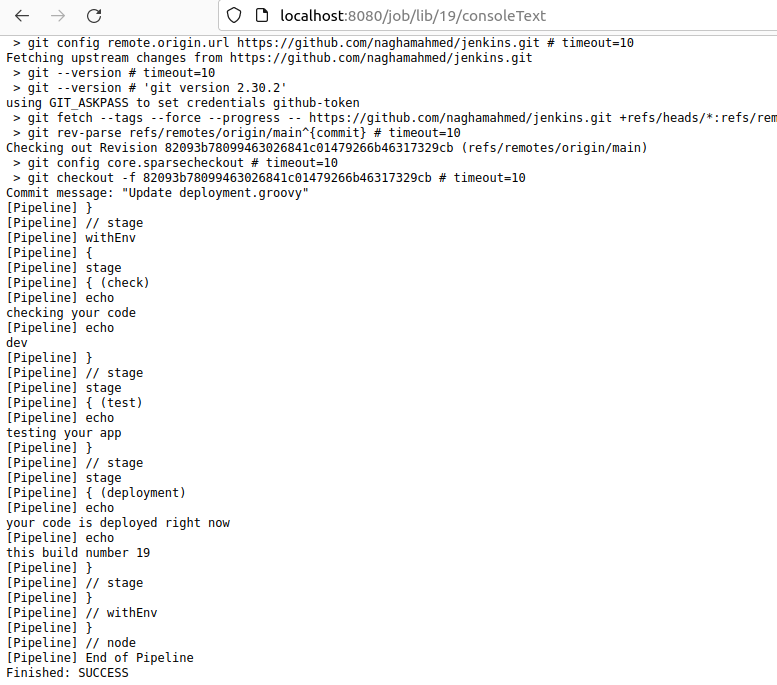 localhost:8080/job/lib/19/consoleText
 > git config remote.origin.url https://github.com/naghamahmed/jenkins.git # timeout=10
Fetching upstream changes from https://github.com/naghamahmed/jenkins.git
 > git --version # timeout=10
 > git --version # 'git version 2.30.2'
using GIT_ASKPASS to set credentials github-token
 > git fetch --tags --force --progress -- https://github.com/naghamahmed/jenkins.git +refs/heads/*:refs/rem
 > git rev-parse refs/remotes/origin/main^{commit} # timeout=10
Checking out Revision 82093b78099463026841c01479266b46317329cb (refs/remotes/origin/main)
 > git config core.sparsecheckout # timeout=10
 > git checkout -f 82093b78099463026841c01479266b46317329cb # timeout=10
Commit message: "Update deployment.groovy"
[Pipeline] }
[Pipeline] // stage
[Pipeline] withEnv
[Pipeline] {
[Pipeline] stage
[Pipeline] { (check)
[Pipeline] echo
checking your code
[Pipeline] echo
dev
[Pipeline] }
[Pipeline] // stage
[Pipeline] stage
[Pipeline] { (test)
[Pipeline] echo
testing your app
[Pipeline] }
[Pipeline] // stage
[Pipeline] stage
[Pipeline] { (deployment)
[Pipeline] echo
your code is deployed right now
[Pipeline] echo
this build number 19
[Pipeline] }
[Pipeline] // stage
[Pipeline] }
[Pipeline] // withEnv
[Pipeline] }
[Pipeline] // node
[Pipeline] End of Pipeline
Finished: SUCCESS